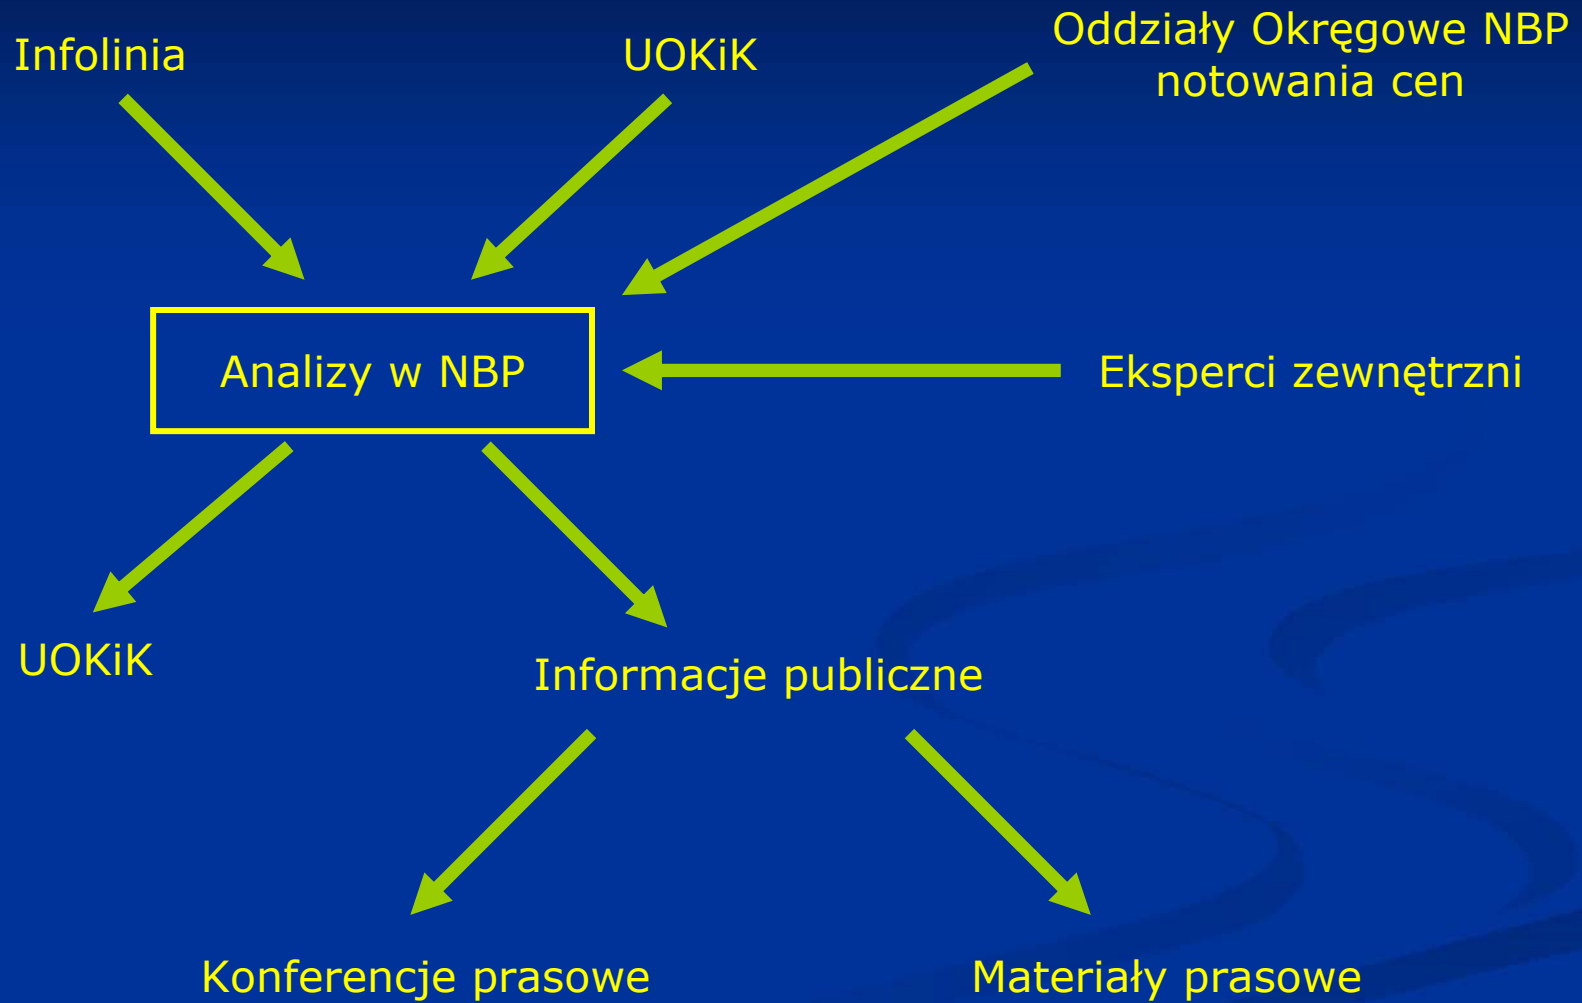 Infolinia
UOKiK
Oddziały Okręgowe NBP
notowania cen
Analizy w NBP
Eksperci zewnętrzni
UOKiK
Informacje publiczne
Konferencje prasowe
Materiały prasowe